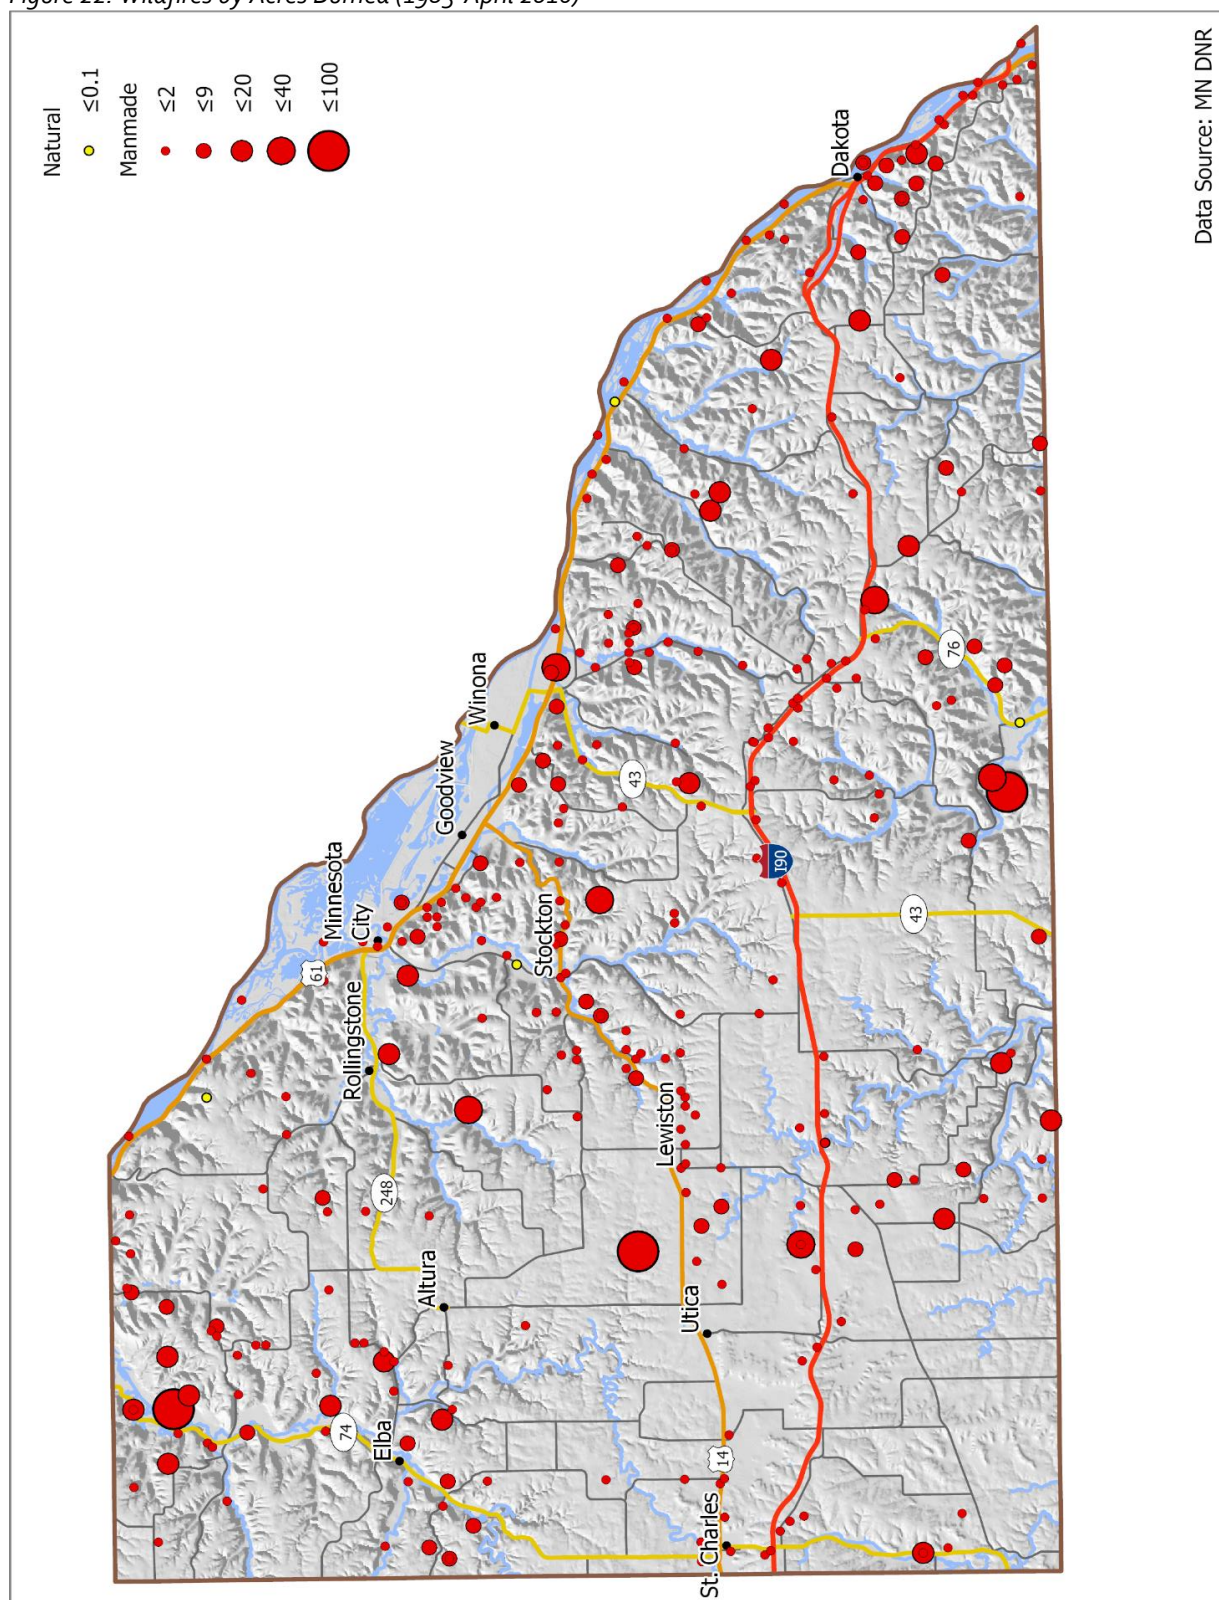 Figure 22: Wildfires by Acres Burned (1985-April 2016)
Natural
≤0.1
Manmade
≤2
≤9
≤20
≤40
≤100
Dakota
Winona
Goodview
Minnesota
City
61
Rollingstone
Stockton
43
76
I90
43
Lewiston
248
Altura
Utica
74
Elba
14
St. Charles
Data Source: MN DNR